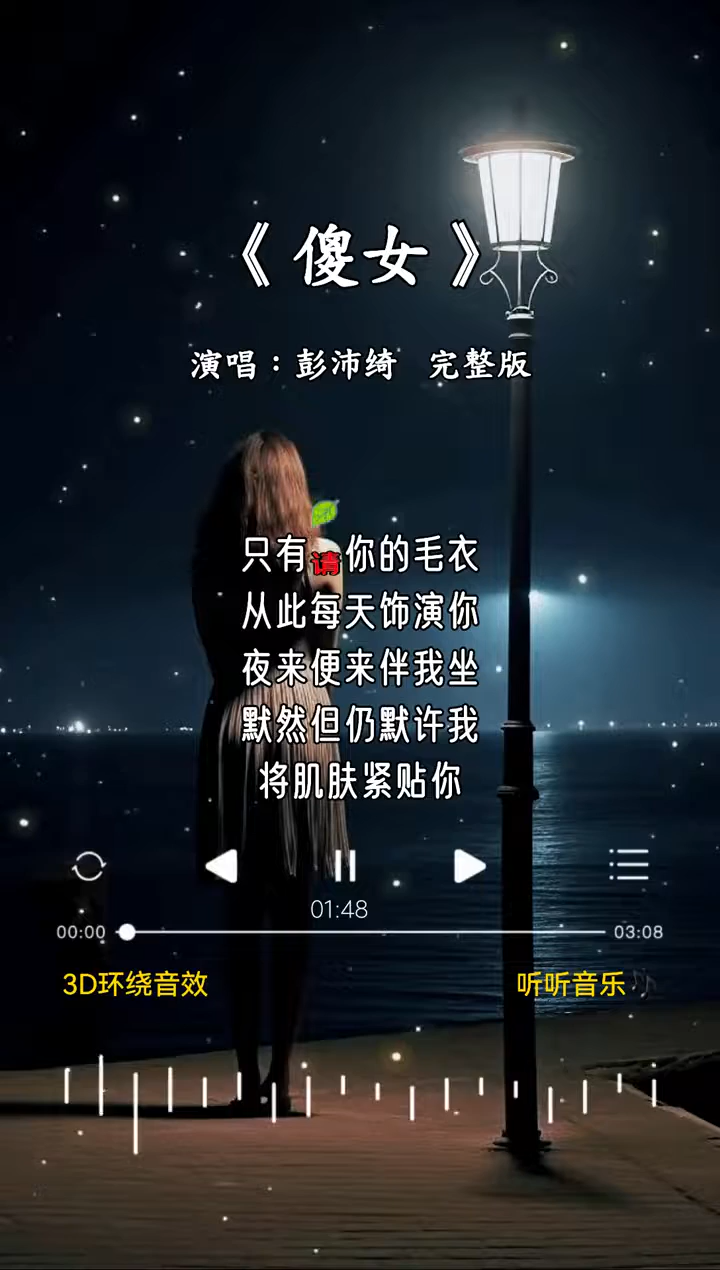 《傻女》
演唱：彭沛绮 完整版
只有请你的毛衣
从此每天饰演你
夜来便来伴我坐
默然但仍默许我
将肌肤紧贴你
01:48
00:00 03:08
3D环绕音效 听听音乐